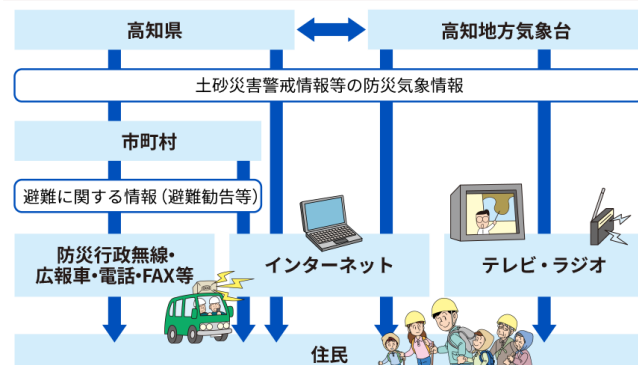 高知県
高知地方気象台
土砂災害警戒情報等の防災気象情報
市町村
避難に関する情報（避難勧告等）
防災行政無線・
広報車・電話・FAX等
インターネット
テレビ・ラジオ
住民